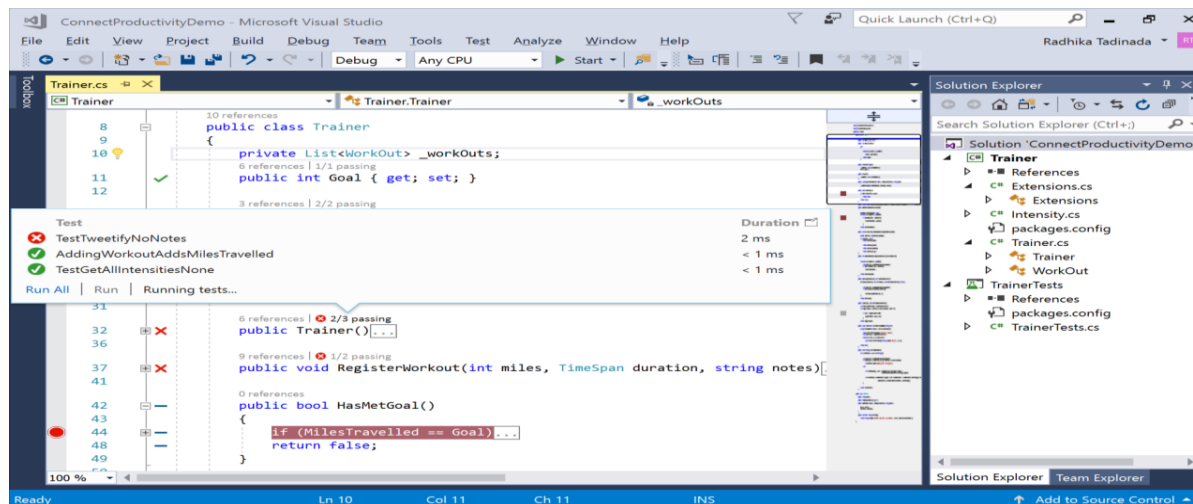 ConnectProductivityDemo - Microsoft Visual Studio
Quick Launch (Ctrl+Q)
File Edit View Project Build Debug Team Tools Test Analyze Window Help
Radhika Tadinada
RT
Debug Any CPU Start
Toolbox
Trainer.cs
Trainer
Trainer.Trainer
_workOuts
10 references
8 public class Trainer
9 {
10 private List<WorkOut> _workOuts;
6 references | 1/1 passing
11 public int Goal { get; set; }
12
3 references | 2/2 passing
Test Duration
TestTweetifyNoNotes 2 ms
AddingWorkoutAddsMilesTravelled < 1 ms
TestGetAllIntensitiesNone < 1 ms
Run All | Run | Running tests...
31
6 references | 2/3 passing
32 public Trainer()...
36
9 references | 1/2 passing
37 public void RegisterWorkout(int miles, TimeSpan duration, string notes)
41
0 references
42 public bool HasMetGoal()
43 {
44 if (MilesTravelled == Goal)...
48 return false;
49 }
100 %
Solution Explorer
Search Solution Explorer (Ctrl+;)
Solution 'ConnectProductivityDemo
Trainer
References
Extensions.cs
Extensions
Intensity.cs
packages.config
Trainer.cs
Trainer
WorkOut
TrainerTests
References
packages.config
TrainerTests.cs
Solution Explorer Team Explorer
Ready Ln 10 Col 11 Ch 11 INS Add to Source Control